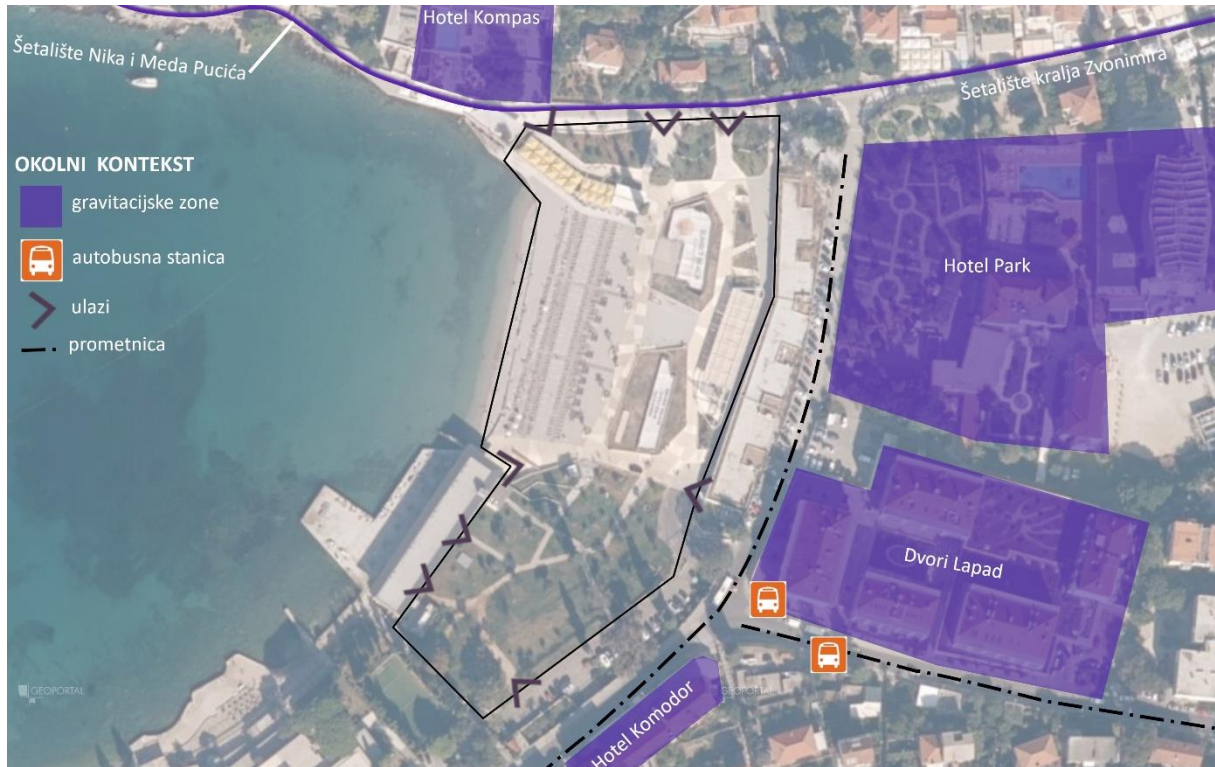 Hotel Kompas
Šetalište Nika i Meda Pucića
Šetalište kralja Zvonimira
OKOLNI KONTEKST
gravitacijske zone
autobusna stanica
ulazi
prometnica
Hotel Park
Dvori Lapad
Hotel Komodor
GEOPORTAL
GEOPORTAL